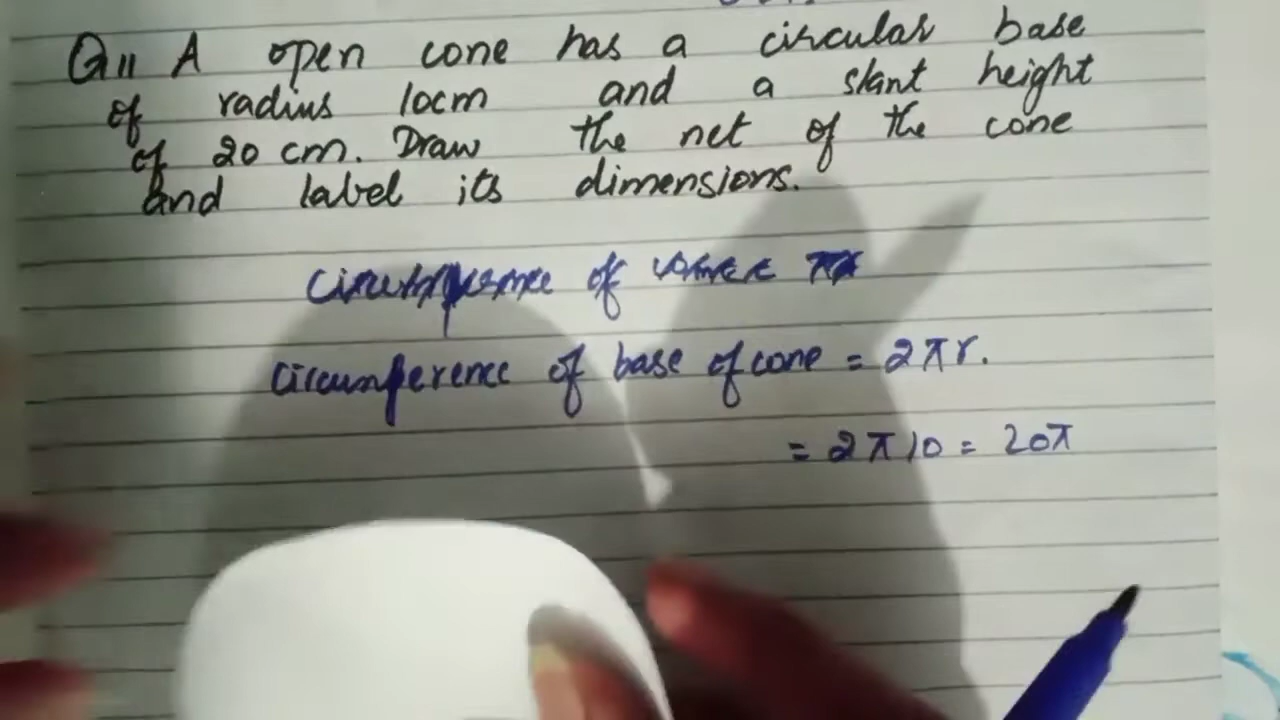 Q11 A open cone has a circular base
of radius 10cm and a slant height
of 20 cm. Draw the net of the cone
and label its dimensions.
of
circumference of base of cone = 2πr.
= 2π10 = 20π